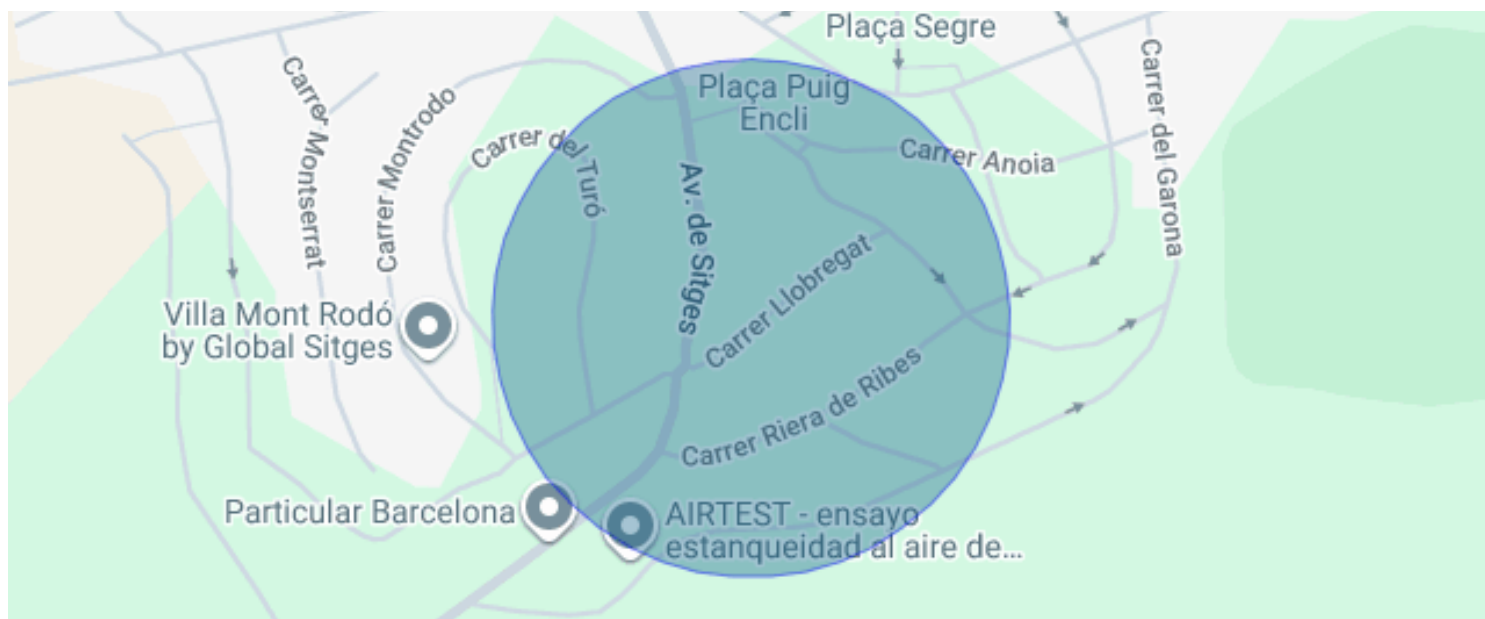 Plaça Segre
Plaça Puig
Encli
Carrer Montserrat
Carrer Montrodo
Carrer del Turó
Av. de Sitges
Carrer Anoia
Carrer del Garona
Carrer Llobregat
Villa Mont Rodó
by Global Sitges
Carrer Riera de Ribes
Particular Barcelona
AIRTEST - ensayo
estanqueidad al aire de...